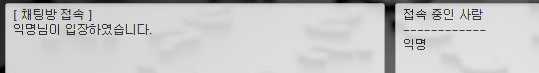 [ 채팅방 접속 ]
익명님이 입장하였습니다.
접속 중인 사람
------------
익명